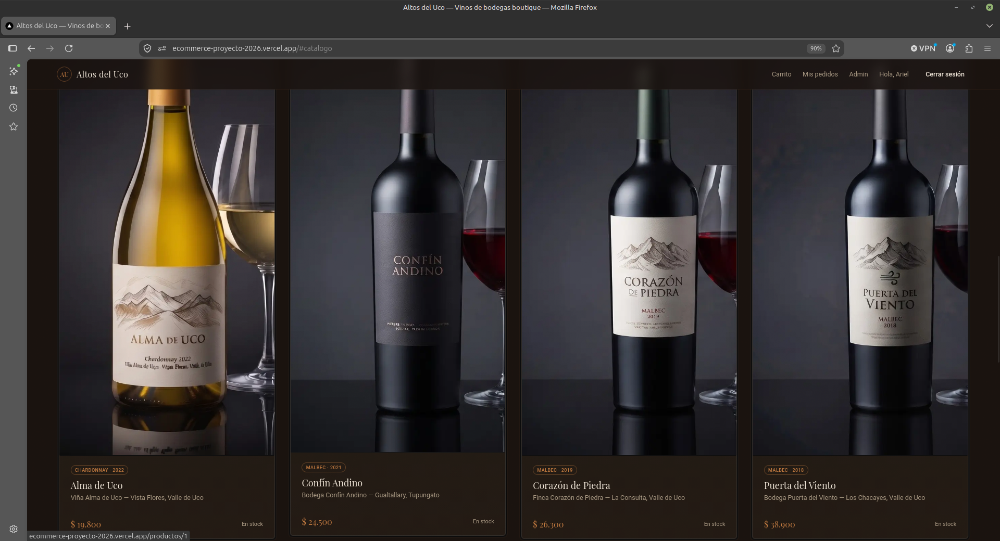 Altos del Uco — Vinos de bodegas boutique — Mozilla Firefox
Altos del Uco — Vinos de bo
ecommerce-proyecto-2026.vercel.app/#catalogo
90%
VPN
AU Altos del Uco
Carrito Mis pedidos Admin Hola, Ariel Cerrar sesión
ALMA DE UCO
Chardonnay 2022
CONFÍN
ANDINO
CORAZÓN
DE PIEDRA
MALBEC
2019
PUERTA DEL
VIENTO
MALBEC
2018
CHARDONNAY · 2022
Alma de Uco
Viña Alma de Uco — Vista Flores, Valle de Uco
$ 19.800 En stock
MALBEC · 2021
Confín Andino
Bodega Confín Andino — Gualtallary, Tupungato
$ 24.500 En stock
MALBEC · 2019
Corazón de Piedra
Finca Corazón de Piedra — La Consulta, Valle de Uco
$ 26.300 En stock
MALBEC · 2018
Puerta del Viento
Bodega Puerta del Viento — Los Chacayes, Valle de Uco
$ 38.900 En stock
ecommerce-proyecto-2026.vercel.app/productos/1